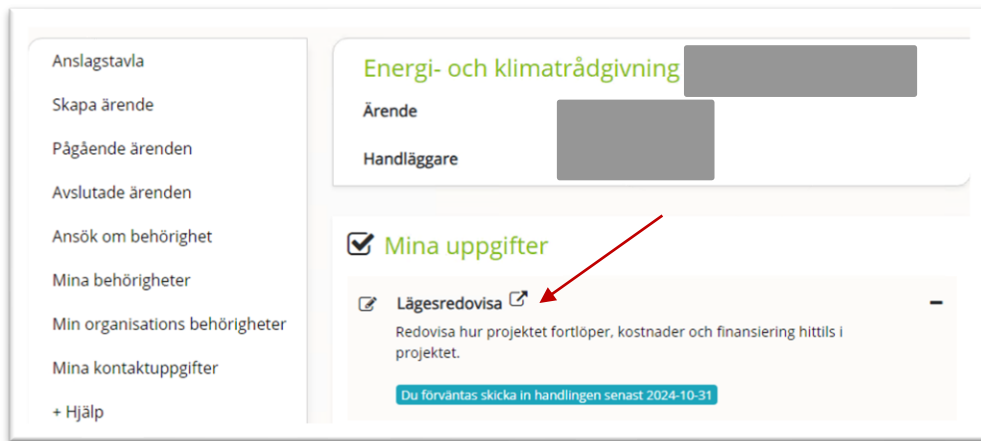 Anslagstavla
Skapa ärende
Pågående ärenden
Avslutade ärenden
Ansök om behörighet
Mina behörigheter
Min organisations behörigheter
Mina kontaktuppgifter
+ Hjälp
Energi- och klimatrådgivning
Ärende
Handläggare
Mina uppgifter
Lägesredovisa
Redovisa hur projektet fortlöper, kostnader och finansiering hittils i
projektet.
Du förväntas skicka in handlingen senast 2024-10-31